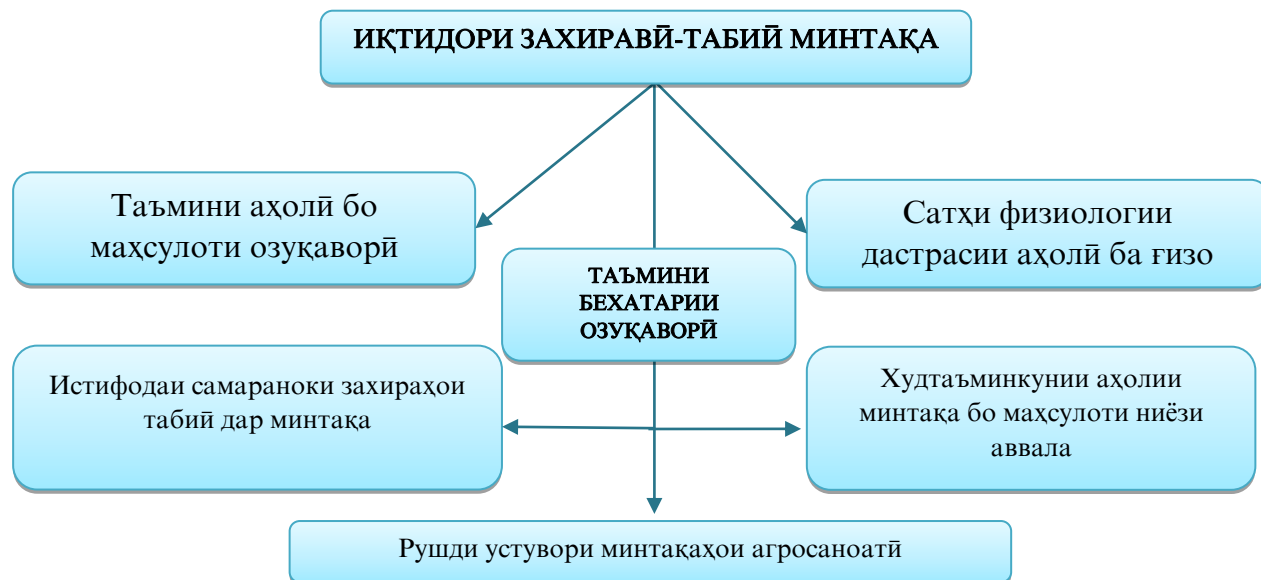 ИҚТИДОРИ ЗАХИРАВӢ-ТАБИӢ МИНТАҚА
Таъмини аҳолӣ бо
маҳсулоти озуқаворӣ
Сатҳи физиологии
дастрасии аҳолӣ ба ғизо
ТАЪМИНИ
БЕХАТАРИИ
ОЗУҚАВОРӢ
Истифодаи самараноки захираҳои
табиӣ дар минтақа
Худтаъминкунии аҳолии
минтақа бо маҳсулоти ниёзи
аввала
Рушди устувори минтақаҳои агросаноатӣ